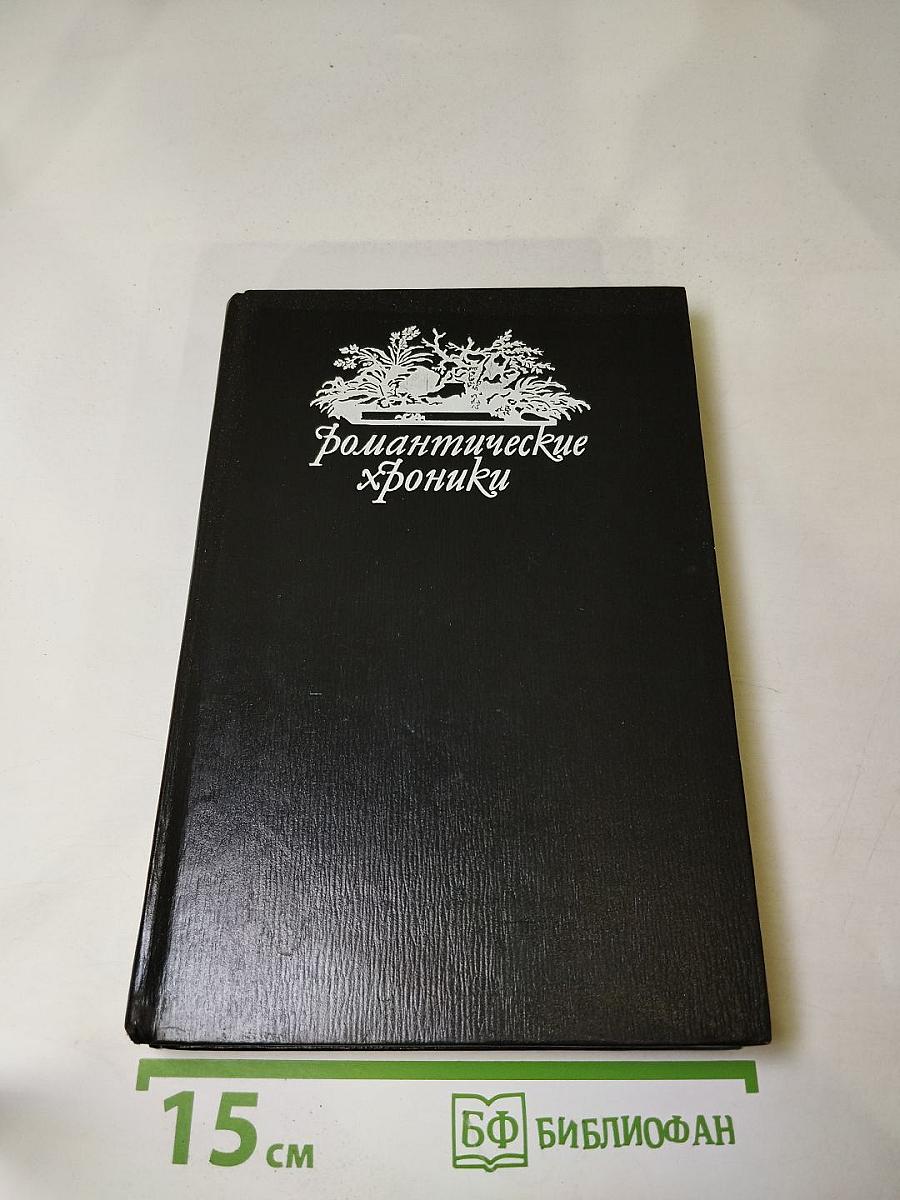 романтические
хроники
15 см
БФ БИБЛИОФАН